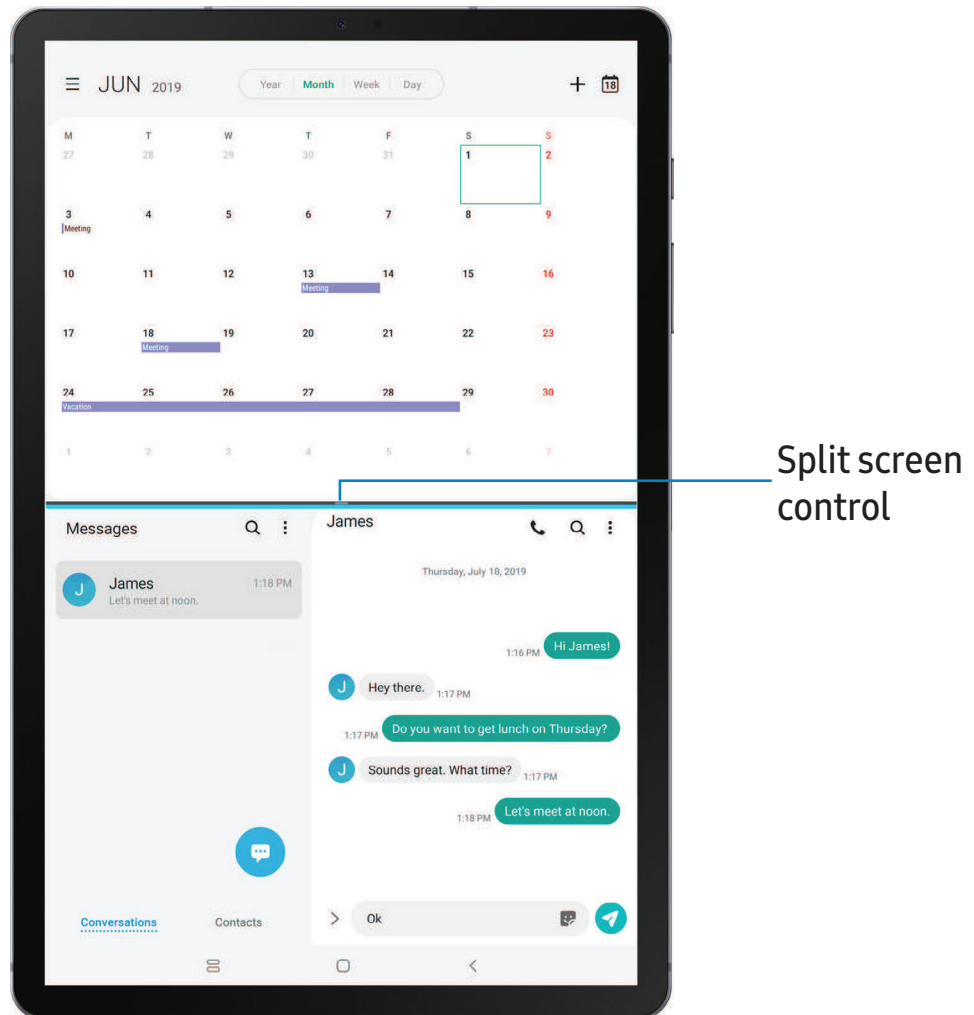 JUN 2019
Year Month Week Day
18
M T W T F S S
27 28 29 30 31 1 2
3 4 5 6 7 8 9
Meeting
10 11 12 13 14 15 16
Meeting
17 18 19 20 21 22 23
Meeting
24 25 26 27 28 29 30
Vacation
1 2 3 4 5 6 7
Split screen
control
Messages
J
James
1:18 PM
Let's meet at noon.
Conversations Contacts
James
Thursday, July 18, 2019
1:16 PM Hi James!
J Hey there. 1:17 PM
1:17 PM Do you want to get lunch on Thursday?
J Sounds great. What time? 1:17 PM
1:18 PM Let's meet at noon.
Ok